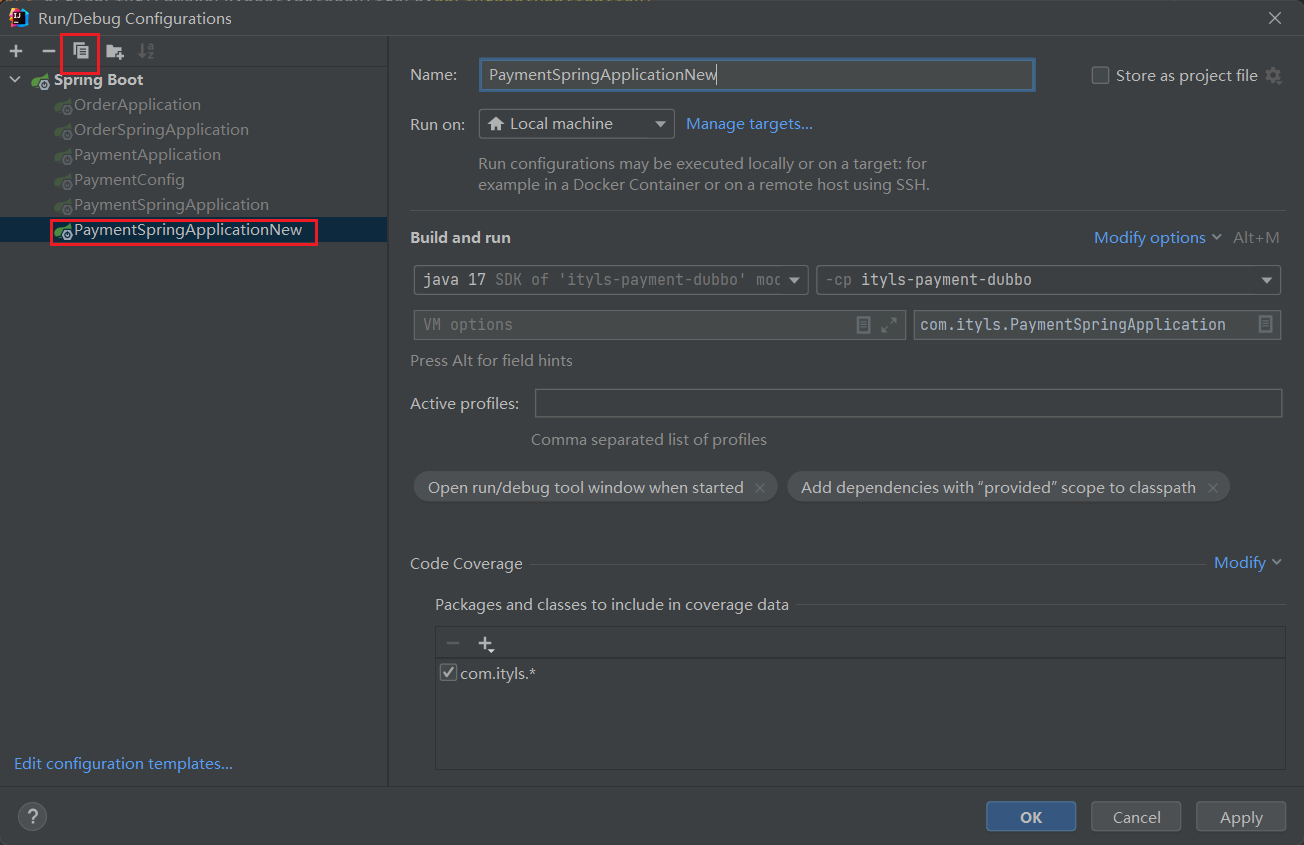 Run/Debug Configurations
Spring Boot
OrderApplication
OrderSpringApplication
PaymentApplication
PaymentConfig
PaymentSpringApplication
PaymentSpringApplicationNew
Edit configuration templates...
Name: PaymentSpringApplicationNew Store as project file
Run on: Local machine Manage targets...
Run configurations may be executed locally or on a target: for
example in a Docker Container or on a remote host using SSH.
Build and run Modify options Alt+M
java 17 SDK of 'ityls-payment-dubbo' moc -cp ityls-payment-dubbo
VM options com.ityls.PaymentSpringApplication
Press Alt for field hints
Active profiles:
Comma separated list of profiles
Open run/debug tool window when started × Add dependencies with “provided” scope to classpath ×
Code Coverage Modify
Packages and classes to include in coverage data
com.ityls.*
? OK Cancel Apply